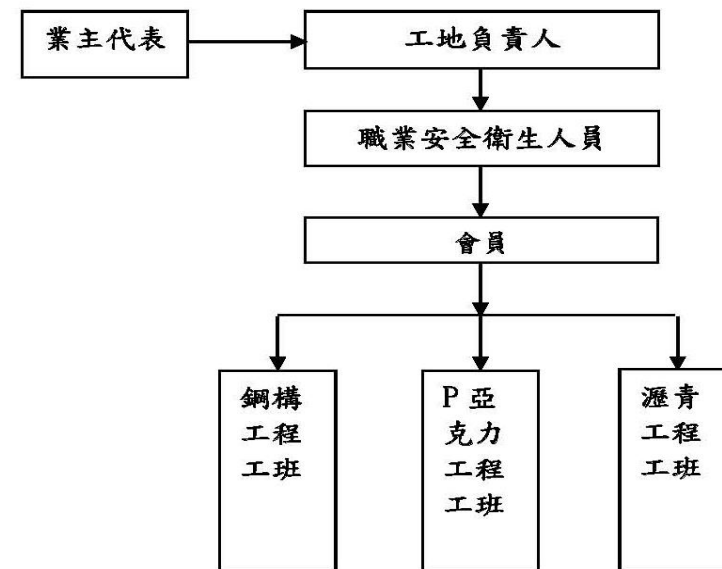 業主代表
工地負責人
職業安全衛生人員
會員
鋼構
工程
工班
P亞
克力
工程
工班
瀝青
工程
工班